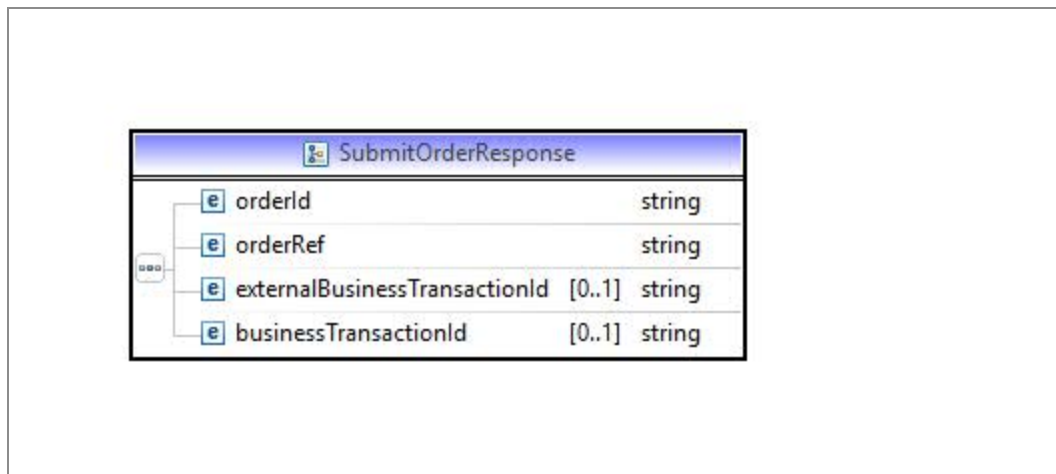 SubmitOrderResponse
e orderId string
e orderRef string
e externalBusinessTransactionId [0..1] string
e businessTransactionId [0..1] string